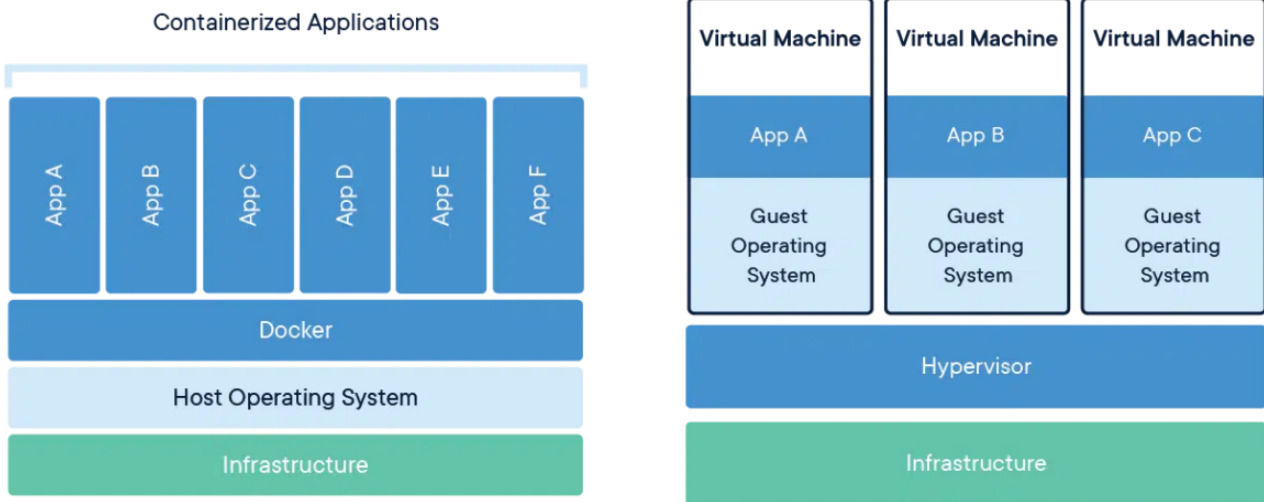 Containerized Applications
App A
App B
App C
App D
App E
App F
Docker
Host Operating System
Infrastructure
Virtual Machine
App A
Guest
Operating
System
Virtual Machine
App B
Guest
Operating
System
Virtual Machine
App C
Guest
Operating
System
Hypervisor
Infrastructure